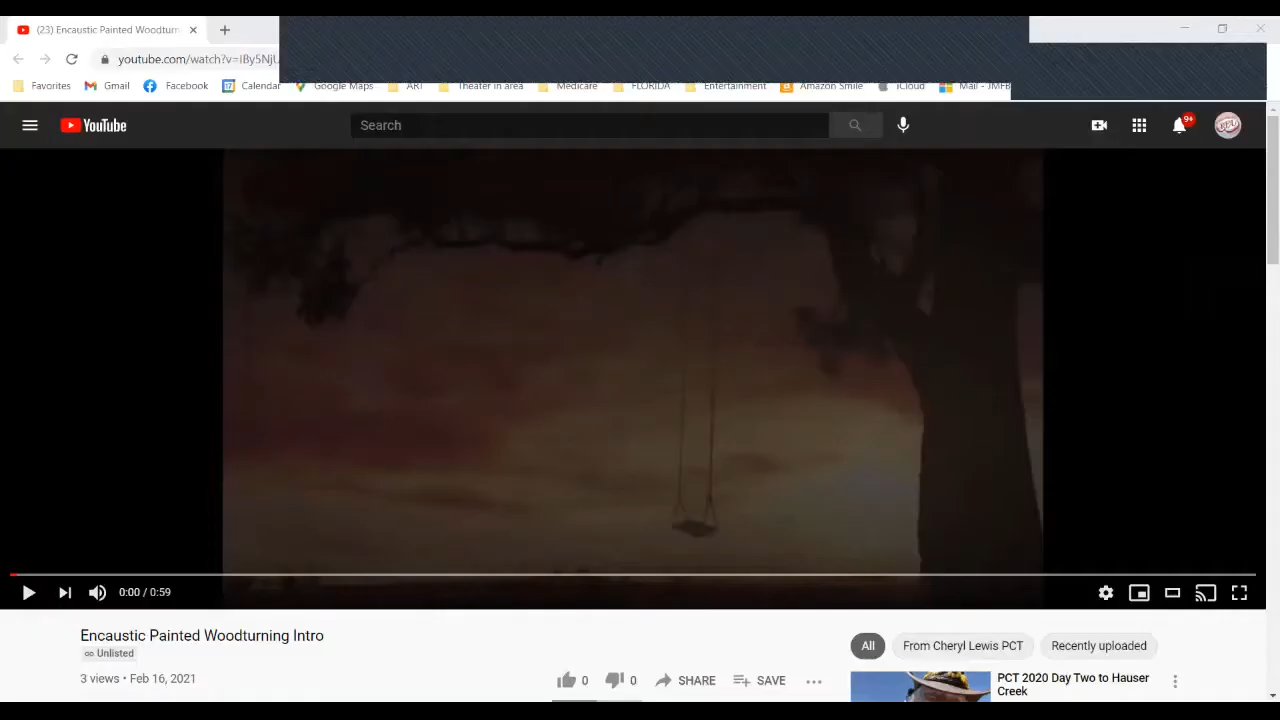 (23) Encaustic Painted Woodturn
youtube.com/watch?v=iBy5NjU
Favorites Gmail Facebook Calendar Google Maps ART Theater in area Medicare FLORIDA Entertainment Amazon Smile iCloud Mail - JMFB
YouTube
Search
9+
0:00 / 0:59
Encaustic Painted Woodturning Intro
Unlisted
3 views • Feb 16, 2021
0 0 SHARE SAVE
All From Cheryl Lewis PCT Recently uploaded
PCT 2020 Day Two to Hauser
Creek